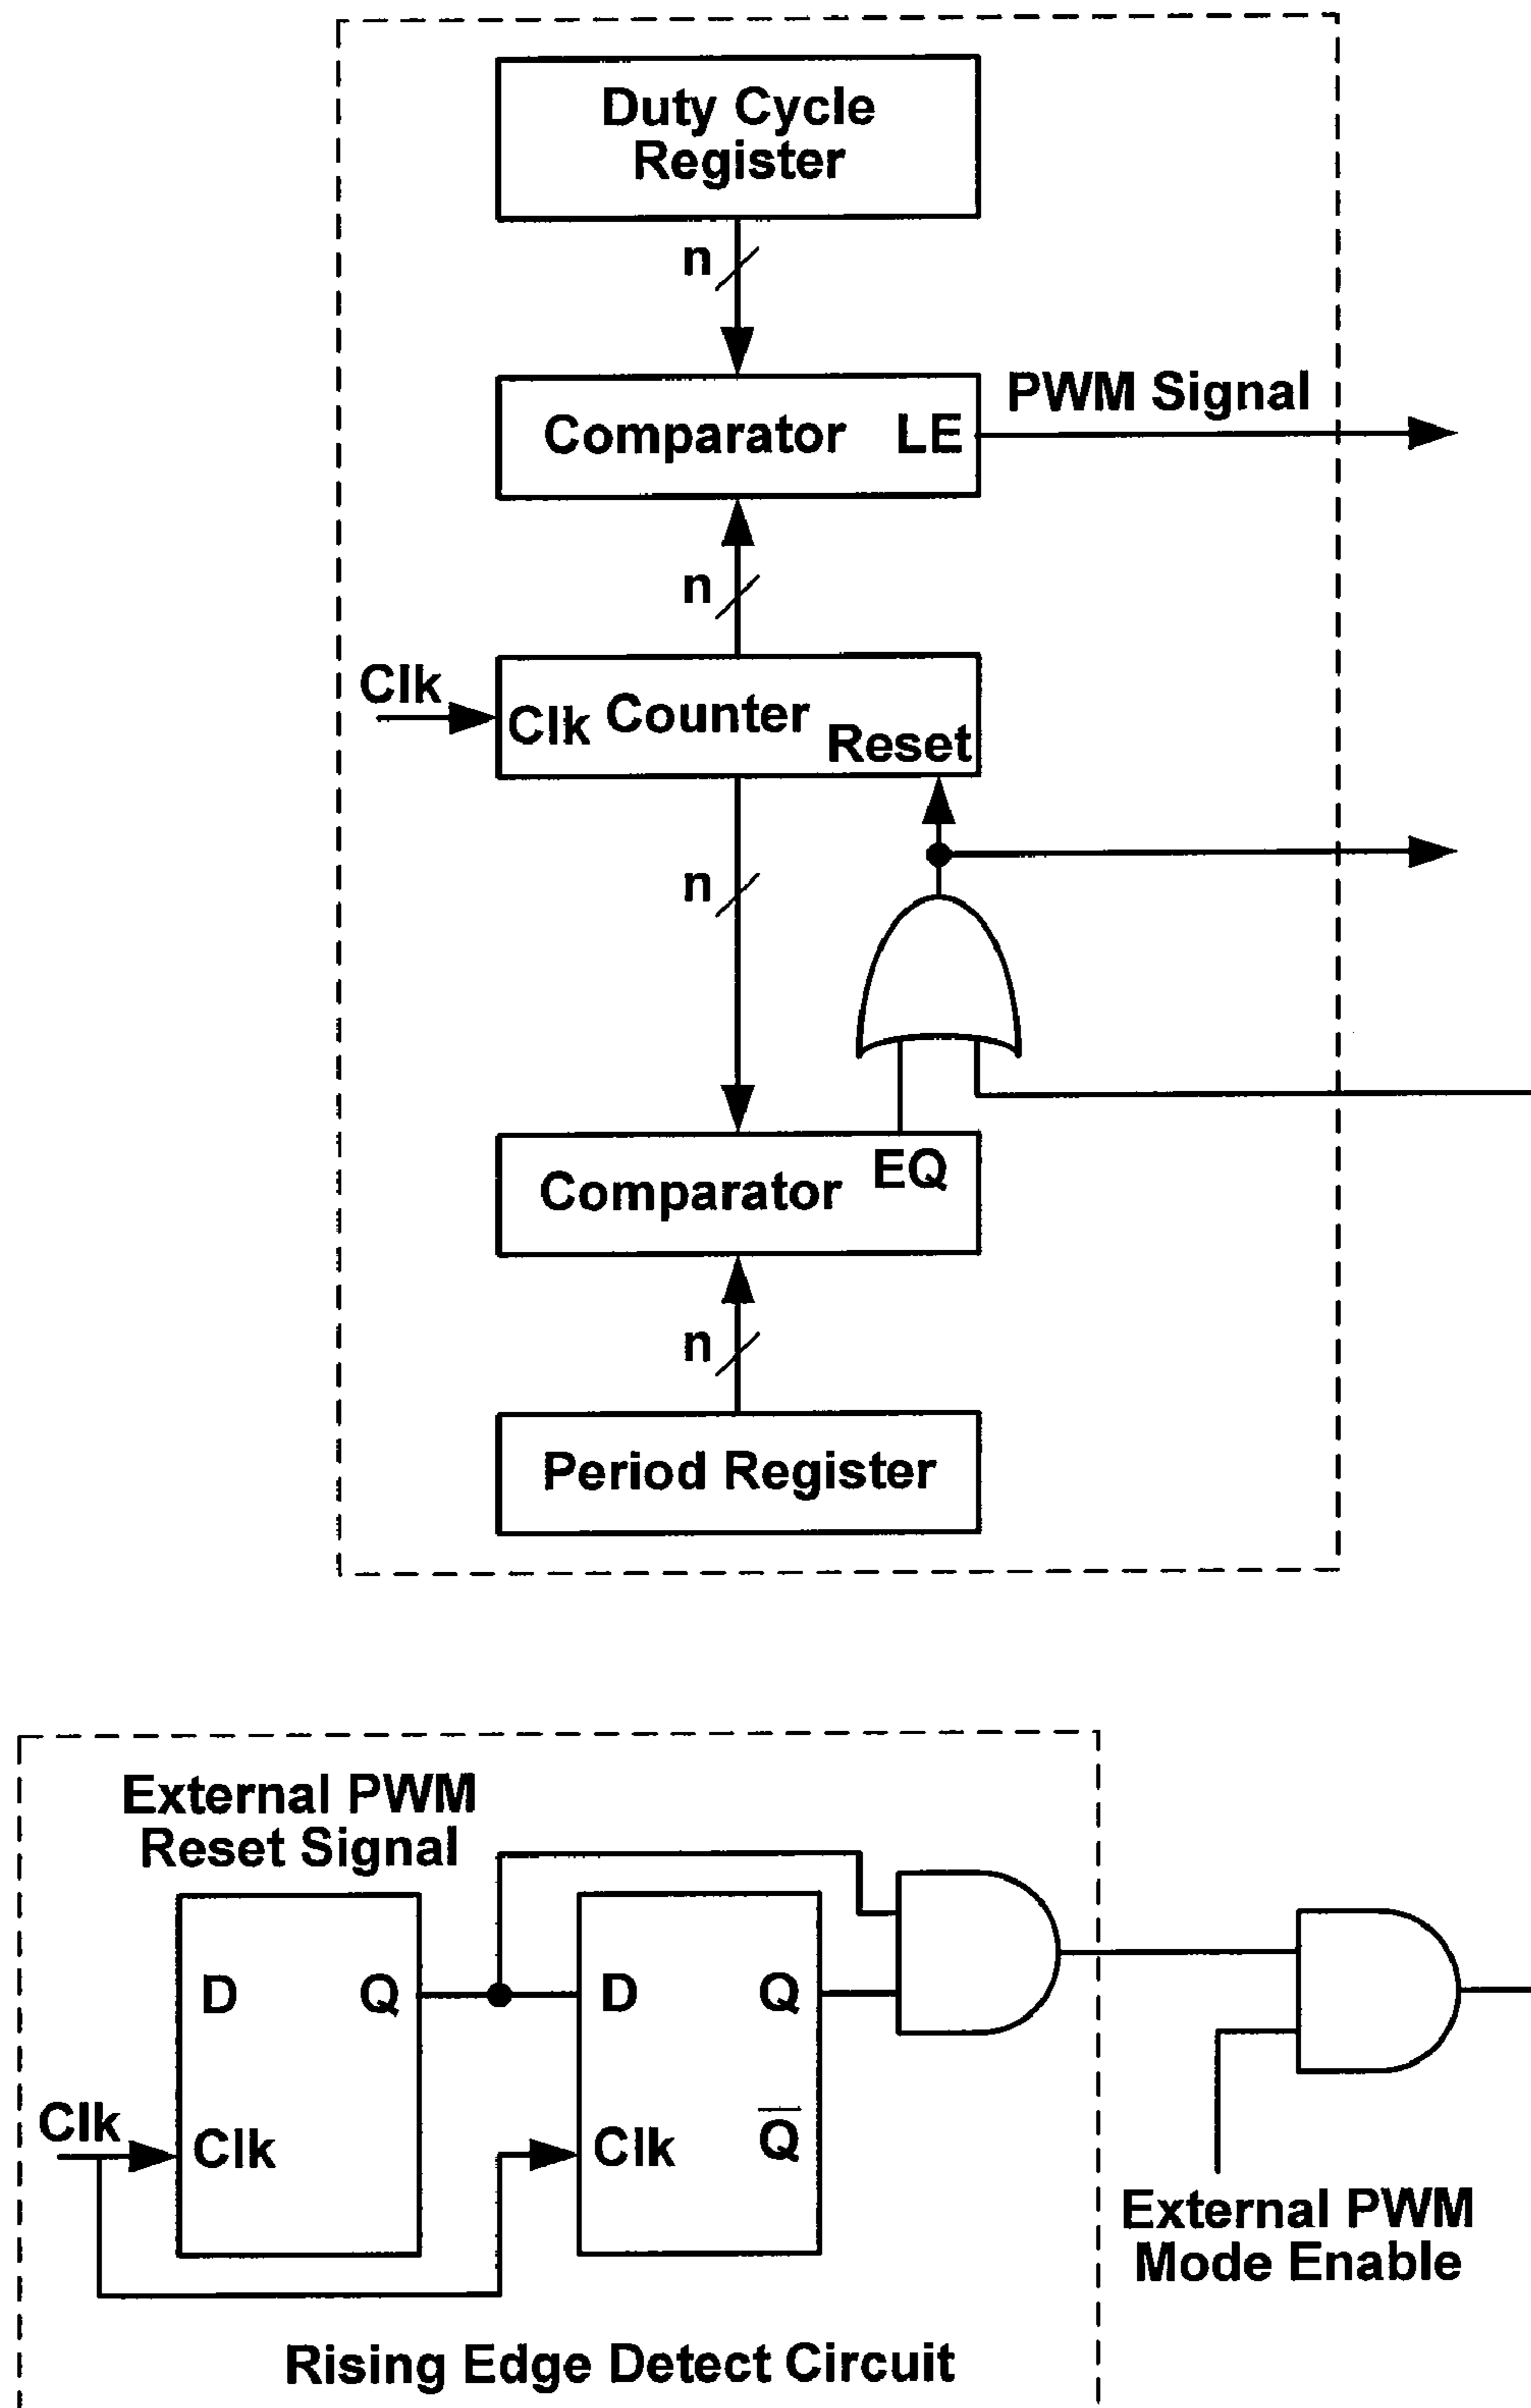 Duty Cycle
Register
n
Comparator LE
PWM Signal
n
Clk
Clk Counter
Reset
n
EQ
Comparator
n
Period Register
External PWM
Reset Signal
D Q
D Q
Clk
Clk
Clk Q̅
External PWM
Mode Enable
Rising Edge Detect Circuit